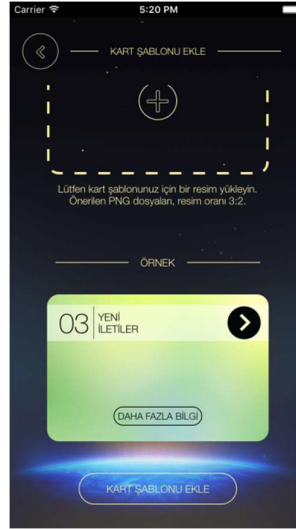 Carrier 5:20 PM
KART ŞABLONU EKLE
Lütfen kart şablonunuz için bir resim yükleyin.
Önerilen PNG dosyaları, resim oranı 3:2.
ÖRNEK
03 YENİ
İLETİLER
DAHA FAZLA BİLGİ
KART ŞABLONU EKLE